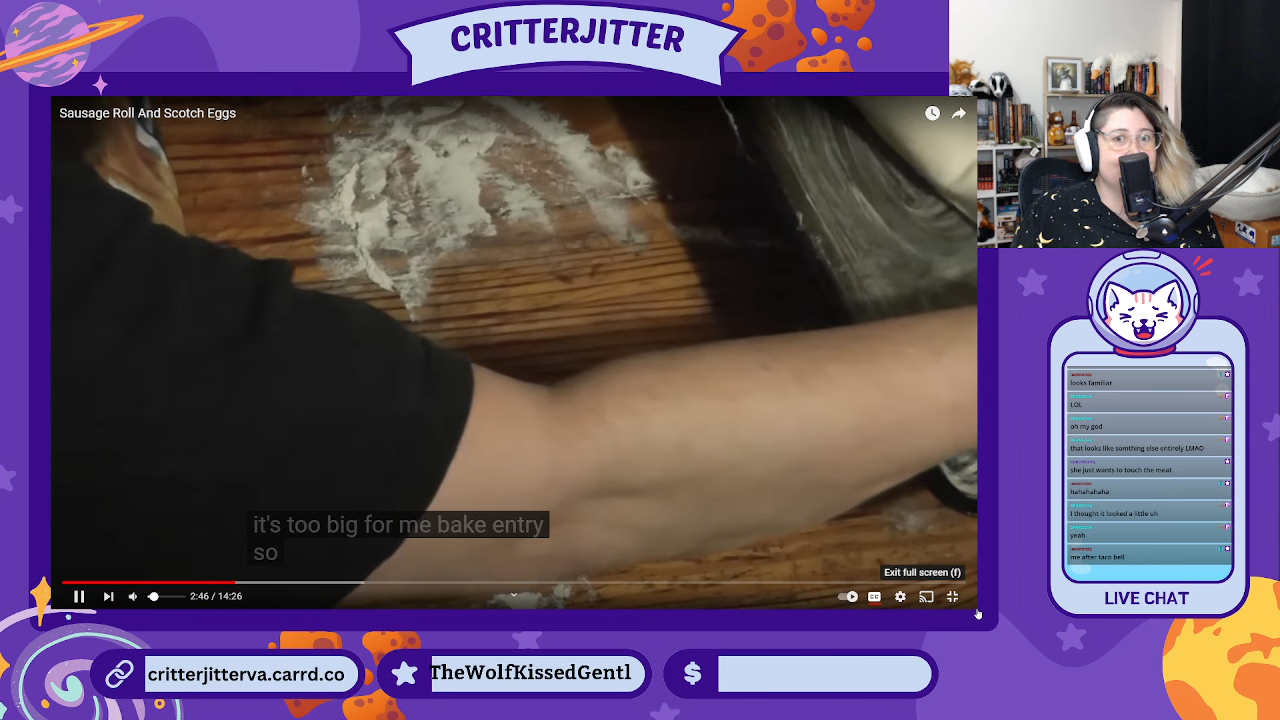 CRITTERJITTER
Sausage Roll And Scotch Eggs
it's too big for me bake entry
so
Exit full screen (f)
2:46 / 14:26
CC
looks familiar
LOL
oh my god
that looks like somthing else entirely LMAO
she just wants to touch the meat
hahahahaha
I thought it looked a little uh
yeah
me after taco bell
LIVE CHAT
critterjitterva.carrd.co
TheWolfKissedGentl
$